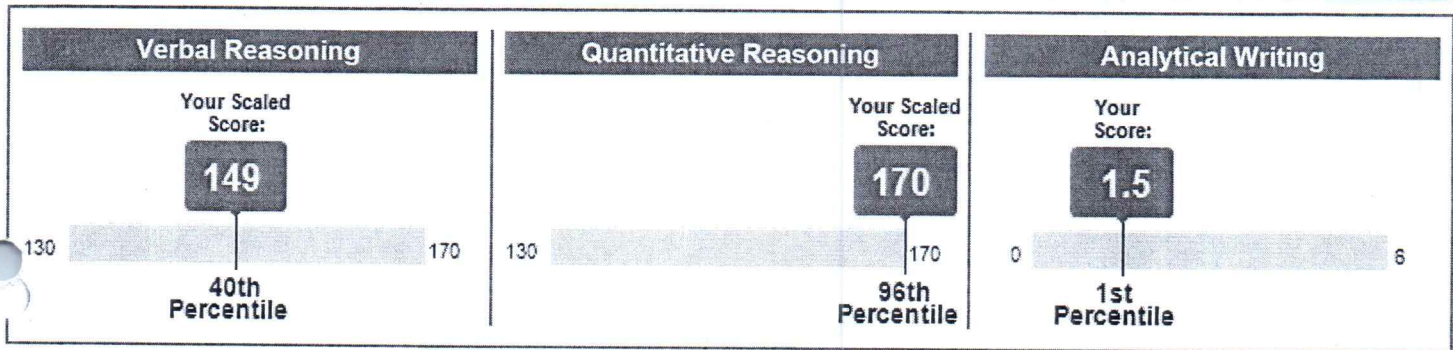 Verbal Reasoning
Your Scaled
Score:
149
130
170
40th
Percentile
Quantitative Reasoning
Your Scaled
Score:
170
130
170
96th
Percentile
Analytical Writing
Your
Score:
1.5
0
6
1st
Percentile